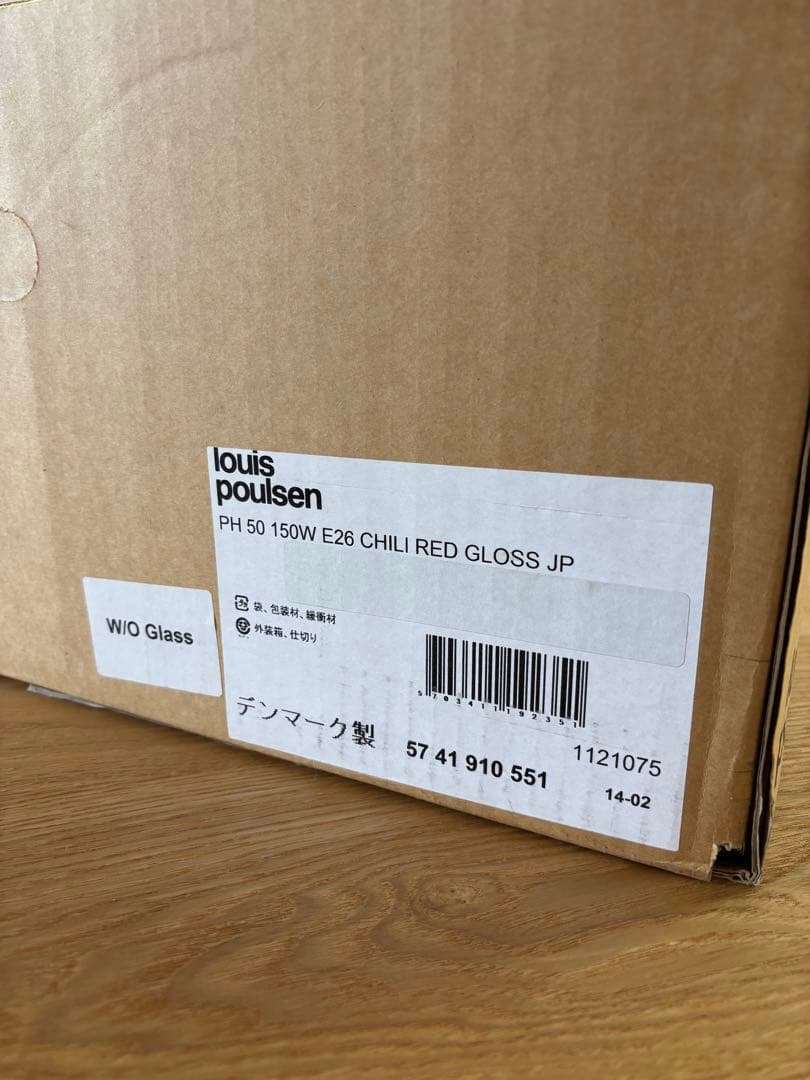 louis
poulsen
PH 50 150W E26 CHILI RED GLOSS JP
袋、包装材、緩衝材
外装箱、仕切り
W/O Glass
5703411192351
デンマーク製
57 41 910 551
1121075
14-02